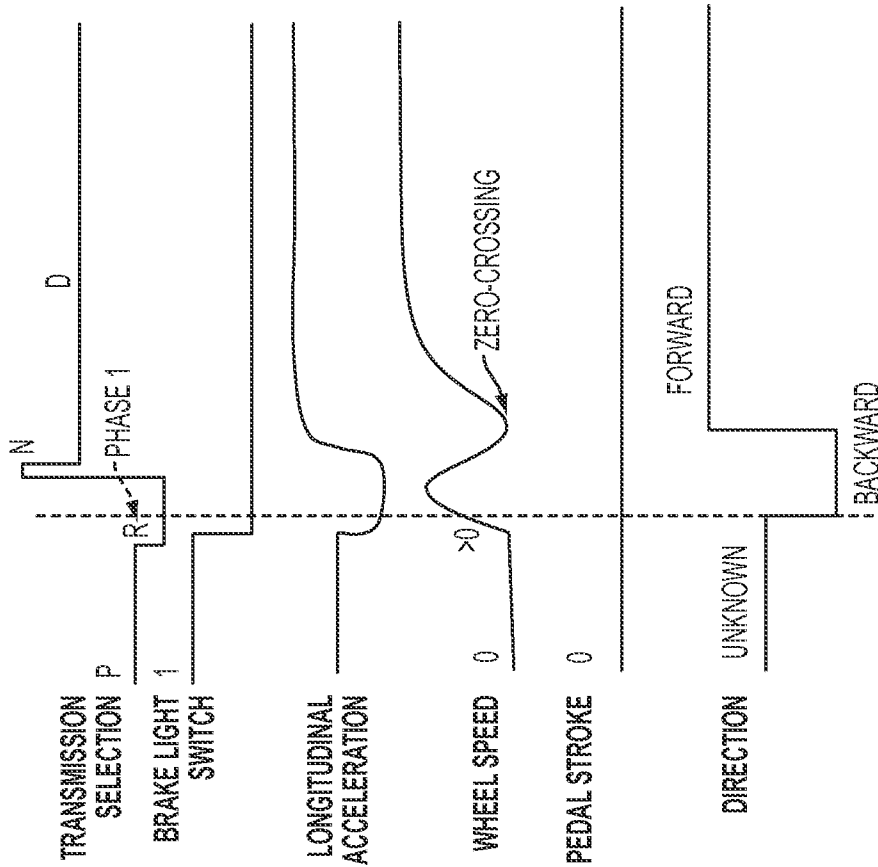 N
D
PHASE 1
R
TRANSMISSION
SELECTION P
BRAKE LIGHT 1
SWITCH
LONGITUDINAL
ACCELERATION
ZERO-CROSSING
>0
WHEEL SPEED 0
PEDAL STROKE 0
FORWARD
UNKNOWN
DIRECTION
BACKWARD